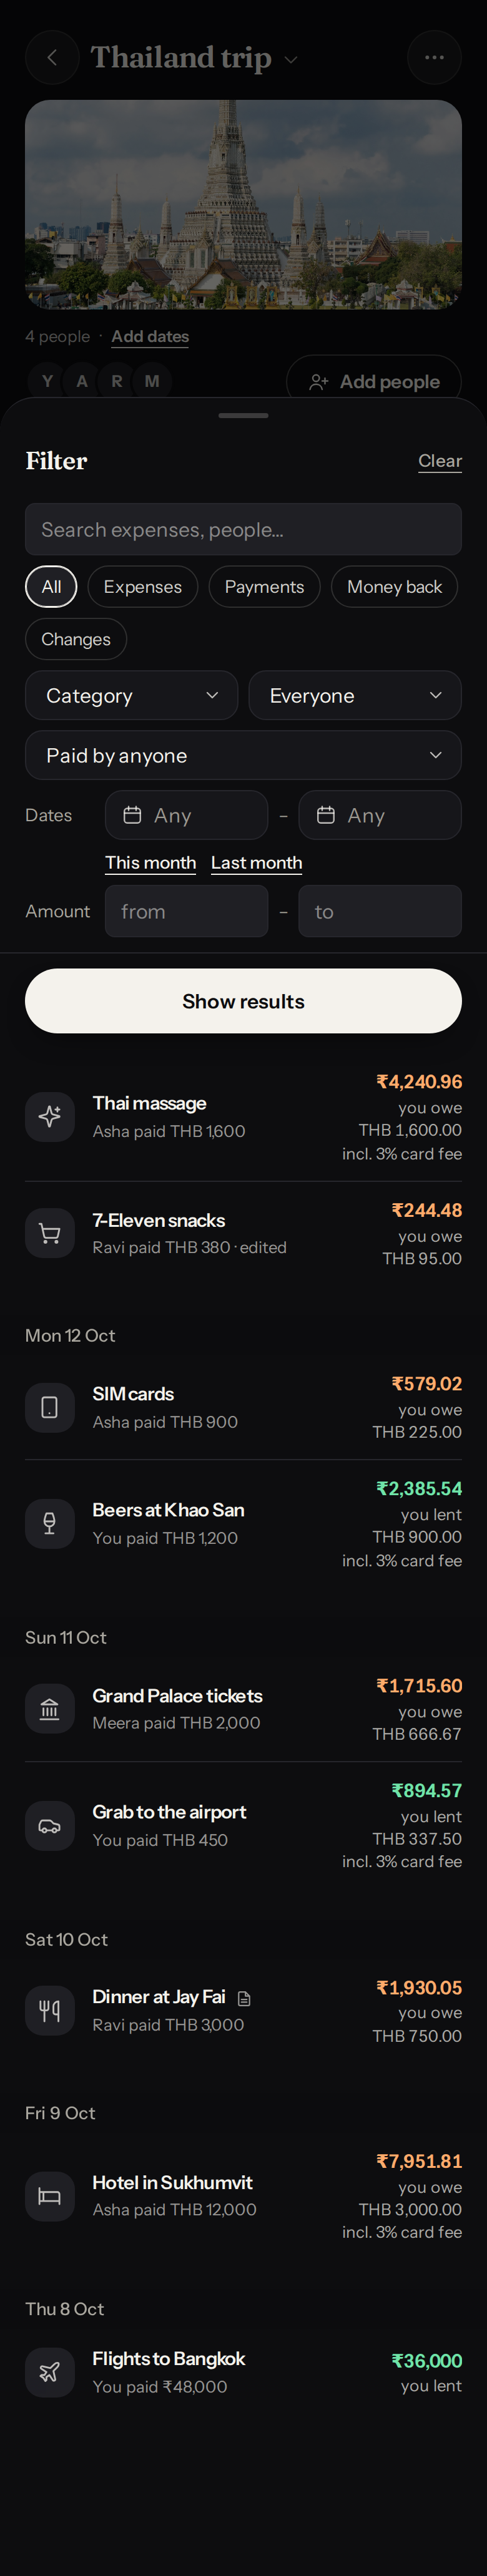 Thailand trip
4 people · Add dates
Y A R M
Add people
Filter
Clear
Search expenses, people...
All
Expenses
Payments
Money back
Changes
Category
Everyone
Paid by anyone
Dates
Any
–
Any
This month
Last month
Amount
from
–
to
Show results
Thai massage
Asha paid THB 1,600
₹4,240.96
you owe
THB 1,600.00
incl. 3% card fee
7-Eleven snacks
Ravi paid THB 380 · edited
₹244.48
you owe
THB 95.00
Mon 12 Oct
SIM cards
Asha paid THB 900
₹579.02
you owe
THB 225.00
Beers at Khao San
You paid THB 1,200
₹2,385.54
you lent
THB 900.00
incl. 3% card fee
Sun 11 Oct
Grand Palace tickets
Meera paid THB 2,000
₹1,715.60
you owe
THB 666.67
Grab to the airport
You paid THB 450
₹894.57
you lent
THB 337.50
incl. 3% card fee
Sat 10 Oct
Dinner at Jay Fai
Ravi paid THB 3,000
₹1,930.05
you owe
THB 750.00
Fri 9 Oct
Hotel in Sukhumvit
Asha paid THB 12,000
₹7,951.81
you owe
THB 3,000.00
incl. 3% card fee
Thu 8 Oct
Flights to Bangkok
You paid ₹48,000
₹36,000
you lent